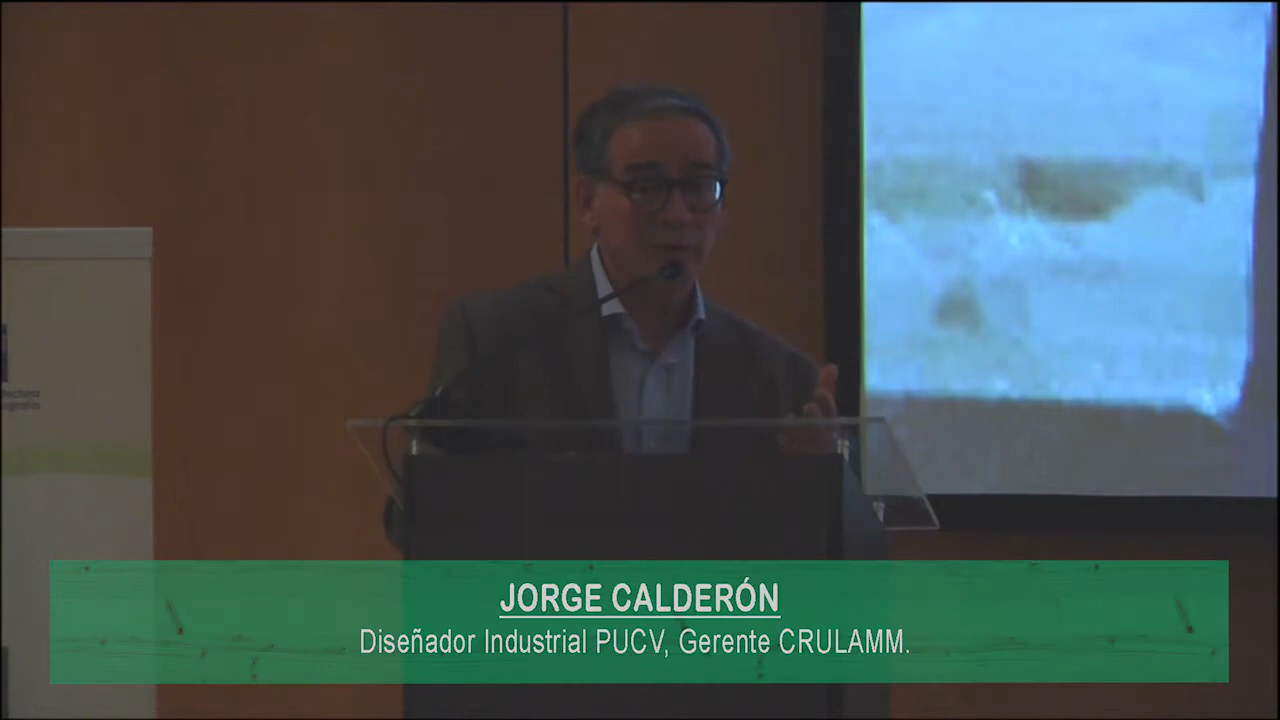 JORGE CALDERÓN
Diseñador Industrial PUCV, Gerente CRULAMM.